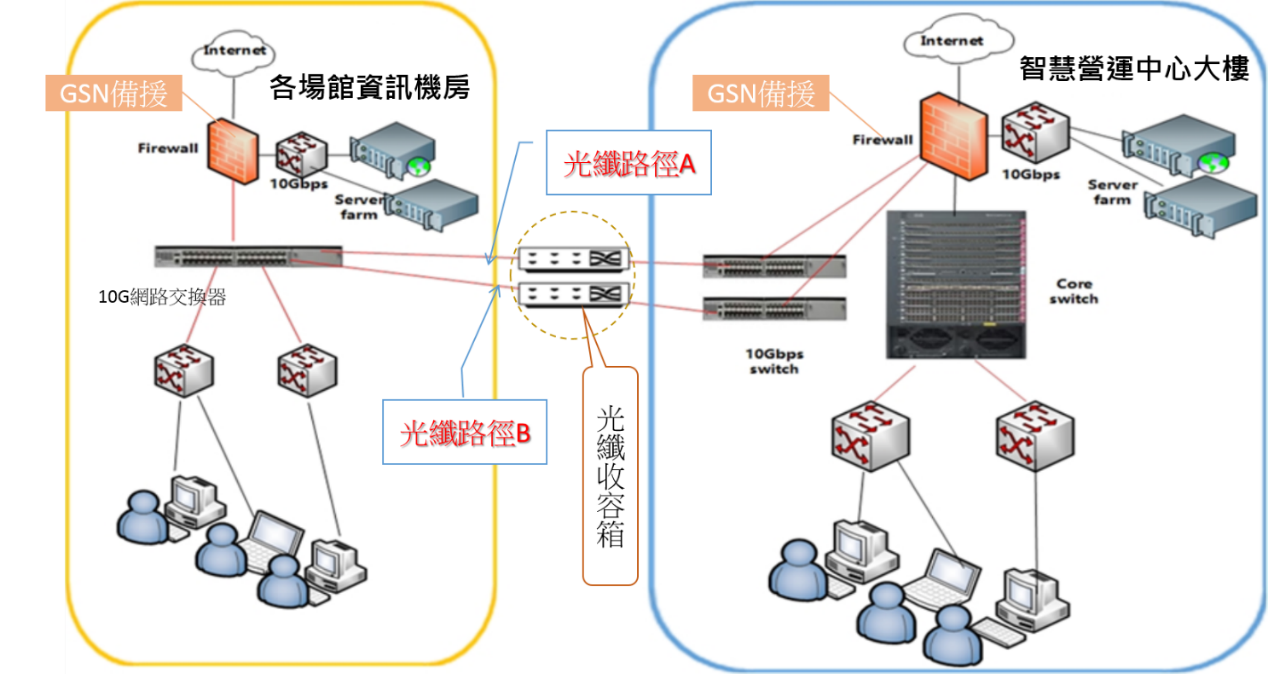 Internet
各場館資訊機房
GSN備援
Firewall
10Gbps
Server
farm
10G網路交換器
光纖路徑A
光纖路徑B
光纖收容箱
Internet
智慧營運中心大樓
GSN備援
Firewall
10Gbps
Server
farm
Core
switch
10Gbps
switch